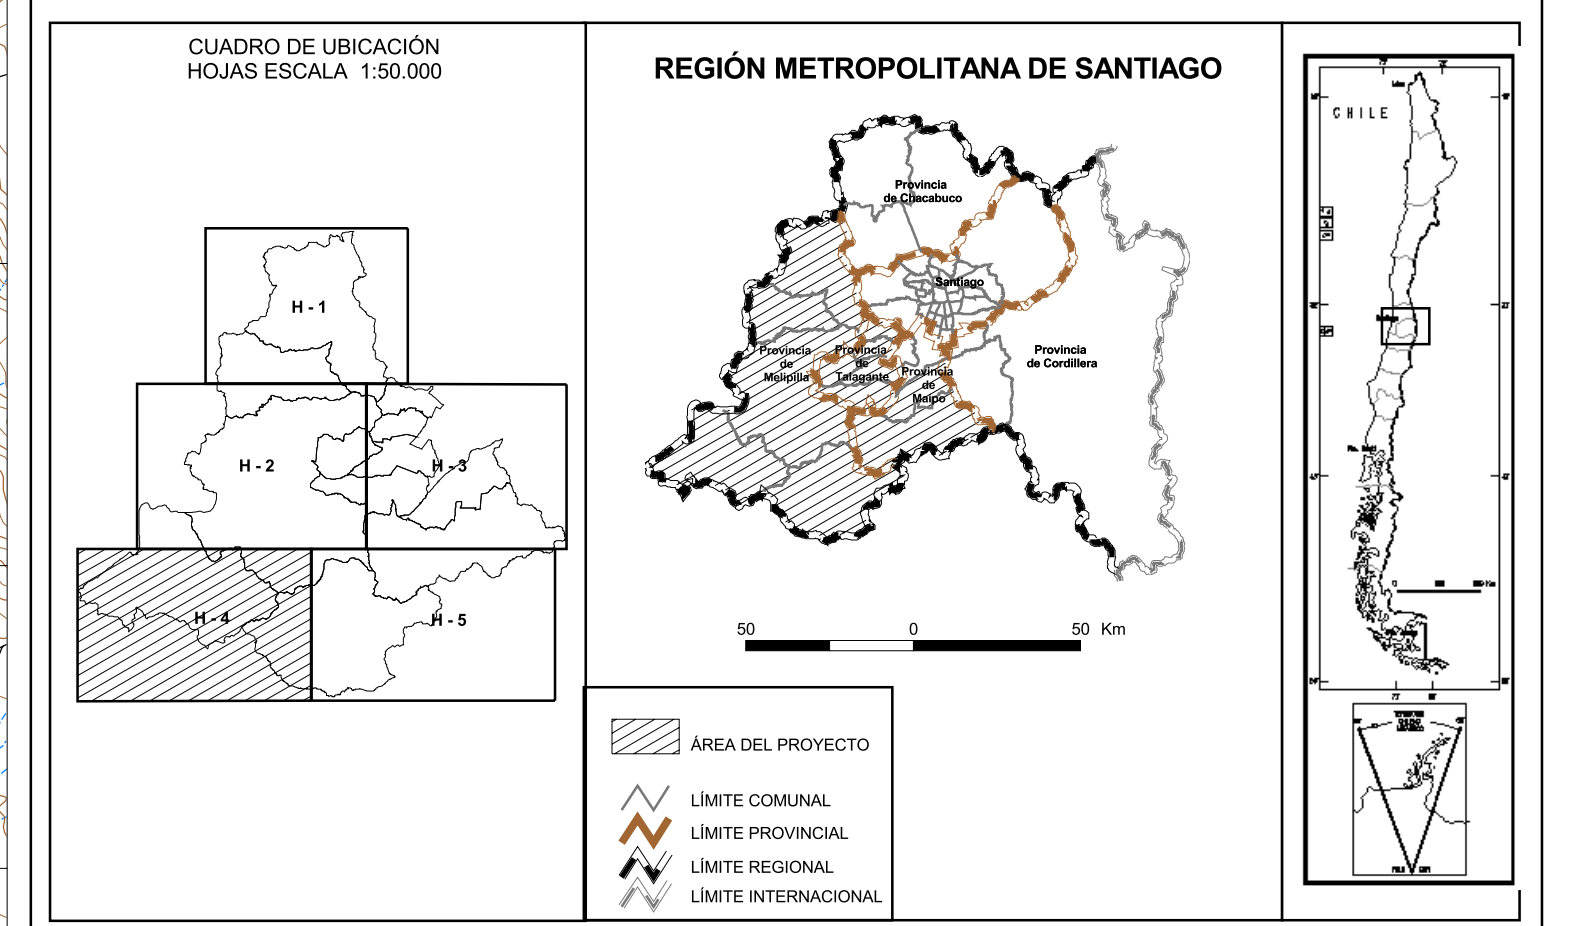 CUADRO DE UBICACIÓN
HOJAS ESCALA 1:50.000
H - 1
H - 2
H - 3
H - 4
H - 5
REGIÓN METROPOLITANA DE SANTIAGO
Provincia
de Chacabuco
Santiago
Provincia
de Cordillera
Provincia
de
Melipilla
Provincia
de
Talagante
Provincia
de
Maipo
50 0 50 Km
ÁREA DEL PROYECTO
LÍMITE COMUNAL
LÍMITE PROVINCIAL
LÍMITE REGIONAL
LÍMITE INTERNACIONAL
CHILE